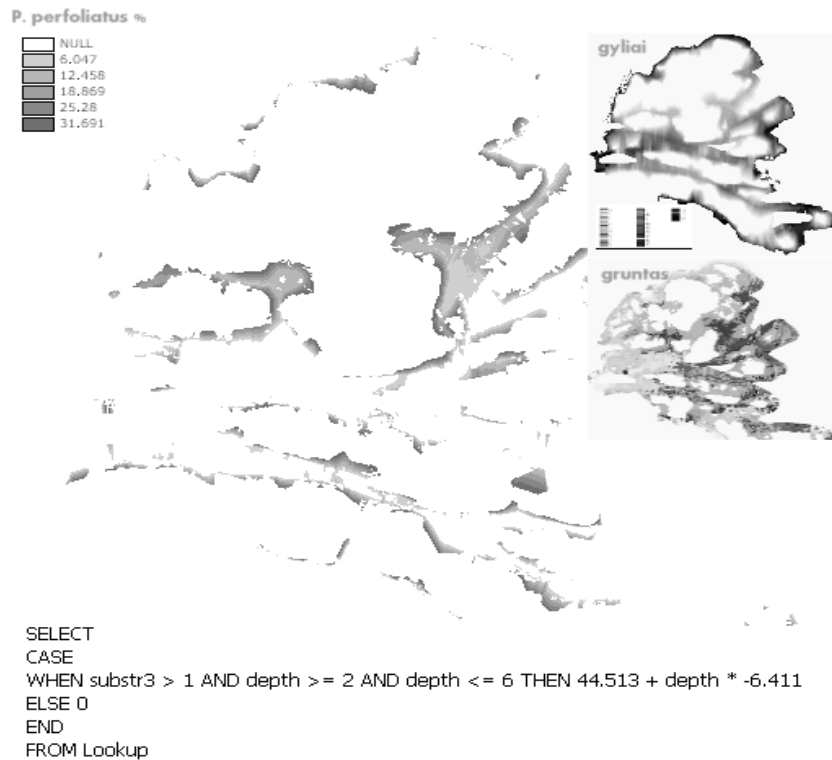 P. perfoliatus %
NULL
6.047
12.458
18.869
25.28
31.691
gyliai
gruntas
SELECT
CASE
WHEN substr3 > 1 AND depth >= 2 AND depth <= 6 THEN 44.513 + depth * -6.411
ELSE 0
END
FROM Lookup